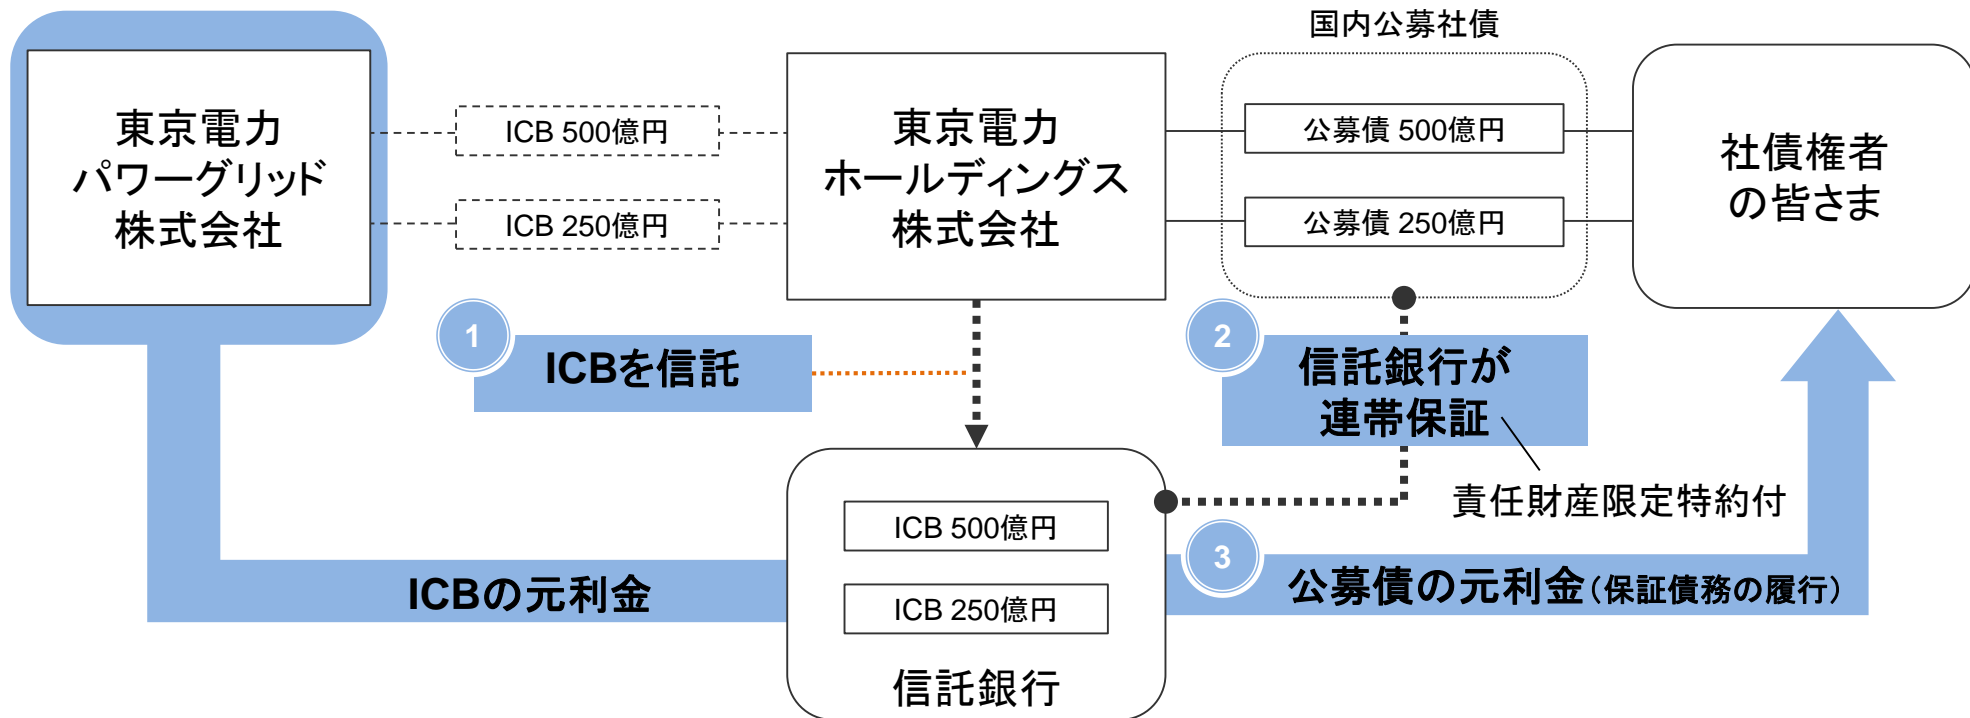 国内公募社債
東京電力
パワーグリッド
株式会社
ICB 500億円
ICB 250億円
東京電力
ホールディングス
株式会社
公募債 500億円
公募債 250億円
社債権者
の皆さま
1
ICBを信託
2
信託銀行が
連帯保証
責任財産限定特約付
ICB 500億円
ICB 250億円
信託銀行
ICBの元利金
3
公募債の元利金(保証債務の履行)